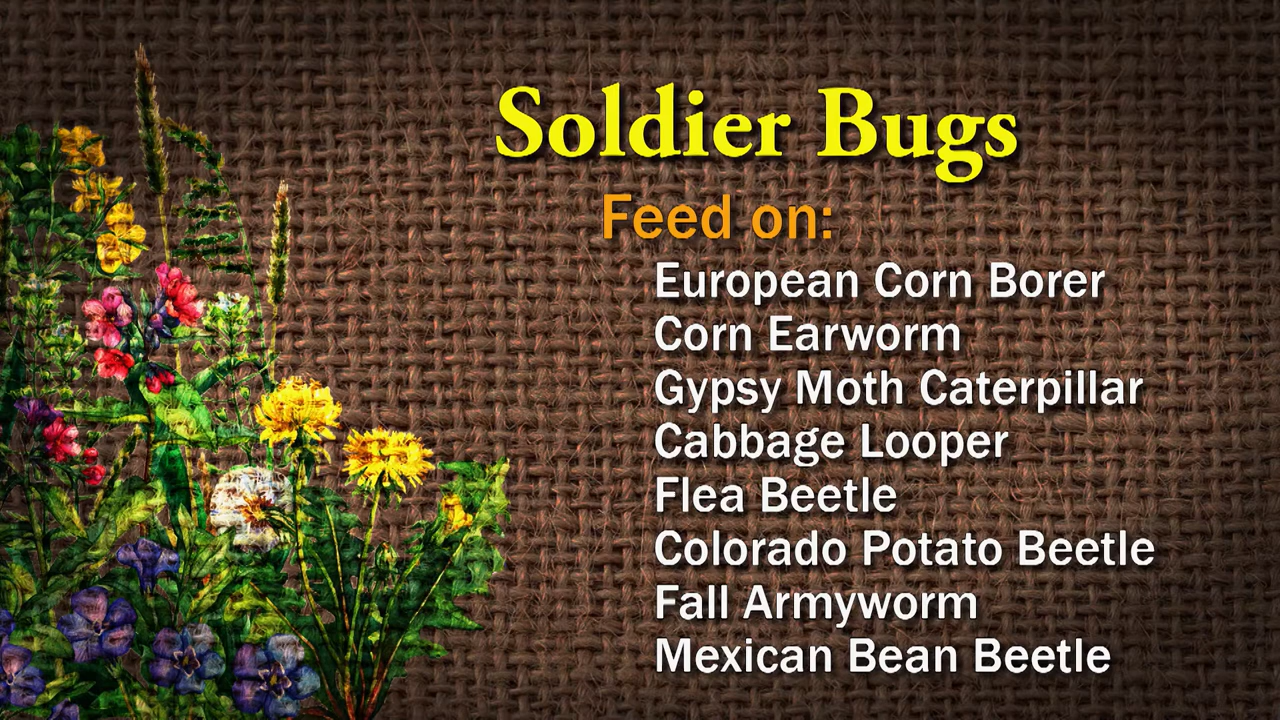 Soldier Bugs
Feed on:
European Corn Borer
Corn Earworm
Gypsy Moth Caterpillar
Cabbage Looper
Flea Beetle
Colorado Potato Beetle
Fall Armyworm
Mexican Bean Beetle